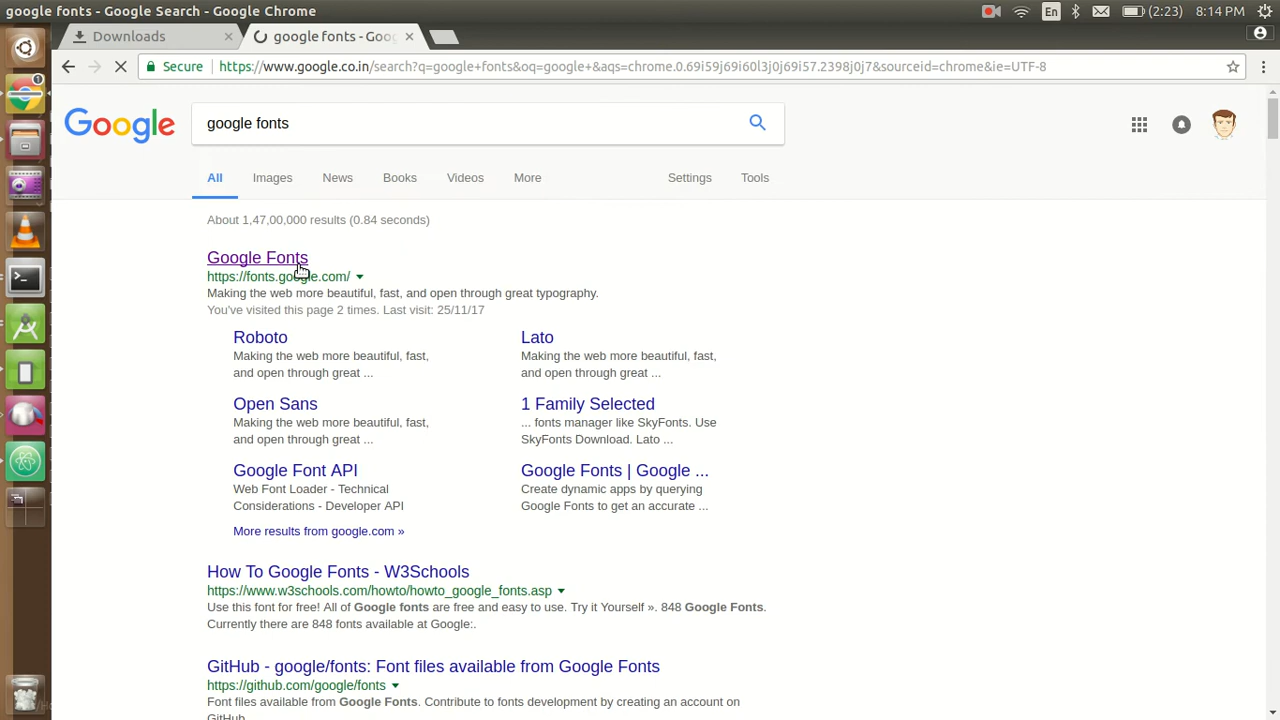 google fonts - Google Search - Google Chrome
En
(2:23)
8:14 PM
Downloads
google fonts - Goo
Secure
https://www.google.co.in/search?q=google+fonts&oq=google+&aqs=chrome.0.69i59j69i60l3j0j69i57.2398j0j7&sourceid=chrome&ie=UTF-8
Google
google fonts
All
Images
News
Books
Videos
More
Settings
Tools
About 1,47,00,000 results (0.84 seconds)
Google Fonts
https://fonts.google.com/
Making the web more beautiful, fast, and open through great typography.
You've visited this page 2 times. Last visit: 25/11/17
Roboto
Making the web more beautiful, fast,
and open through great ...
Lato
Making the web more beautiful, fast,
and open through great ...
Open Sans
Making the web more beautiful, fast,
and open through great ...
1 Family Selected
... fonts manager like SkyFonts. Use
SkyFonts Download. Lato ...
Google Font API
Web Font Loader - Technical
Considerations - Developer API
Google Fonts | Google ...
Create dynamic apps by querying
Google Fonts to get an accurate ...
More results from google.com »
How To Google Fonts - W3Schools
https://www.w3schools.com/howto/howto_google_fonts.asp
Use this font for free! All of Google fonts are free and easy to use. Try it Yourself ». 848 Google Fonts.
Currently there are 848 fonts available at Google:.
GitHub - google/fonts: Font files available from Google Fonts
https://github.com/google/fonts
Font files available from Google Fonts. Contribute to fonts development by creating an account on
GitHub.